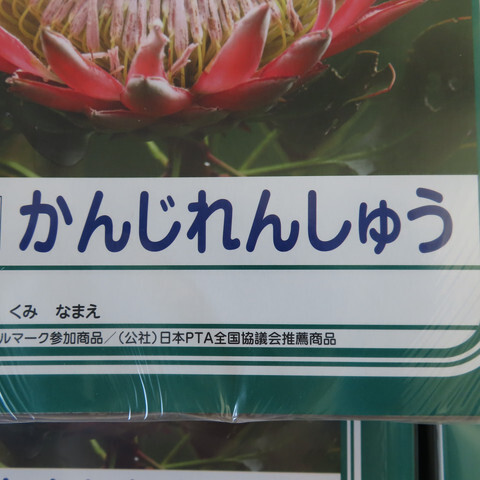 かんじれんしゅう
くみ なまえ
ルマーク参加商品／（公社）日本PTA全国協議会推薦商品